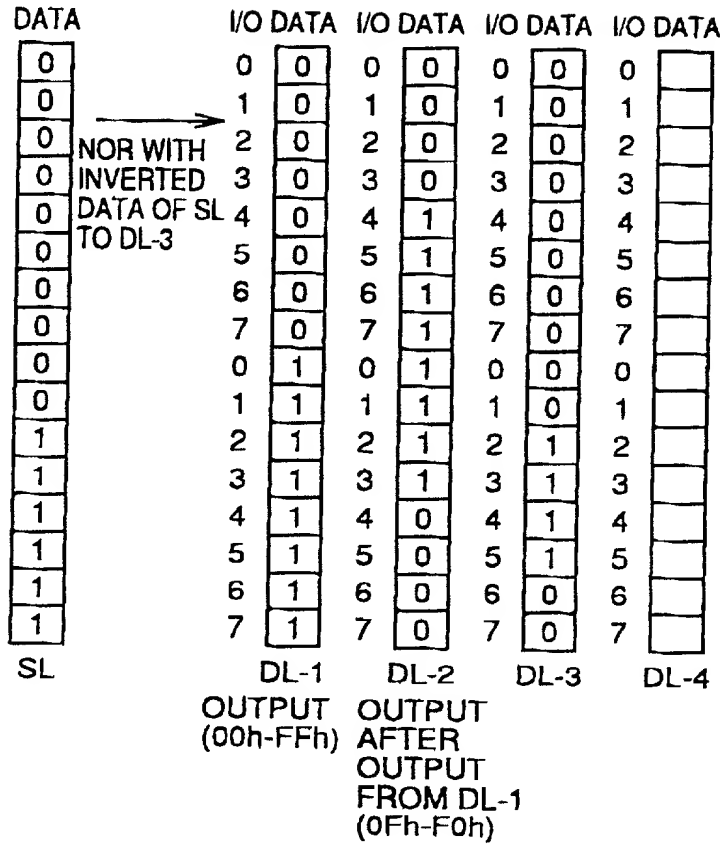 DATA I/O DATA I/O DATA I/O DATA I/O DATA
0 0 0 0 0 0 0 0
0 1 0 1 0 1 0 1
0 2 0 2 0 2 0 2
0 3 0 3 0 3 0 3
0 4 0 4 1 4 0 4
0 5 0 5 1 5 0 5
0 6 0 6 1 6 0 6
0 7 0 7 1 7 0 7
0 0 1 0 1 0 0 0
0 1 1 1 1 1 0 1
1 2 1 2 1 2 1 2
1 3 1 3 1 3 1 3
1 4 1 4 0 4 1 4
1 5 1 5 0 5 1 5
1 6 1 6 0 6 0 6
1 7 1 7 0 7 0 7
NOR WITH
INVERTED
DATA OF SL
TO DL-3
SL DL-1 DL-2 DL-3 DL-4
OUTPUT
(00h-FFh)
OUTPUT
AFTER
OUTPUT
FROM DL-1
(0Fh-F0h)